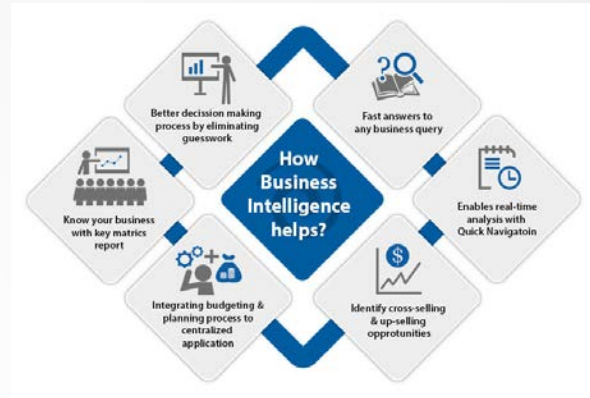 Better decission making
process by eliminating
guesswork
?
Fast answers to
any business query
How
Business
Intelligence
helps?
Know your business
with key matrics
report
Enables real-time
analysis with
Quick Navigatoin
+
Integrating budgeting &
planning process to
centralized
application
$
Identify cross-selling
& up-selling
opprotunities